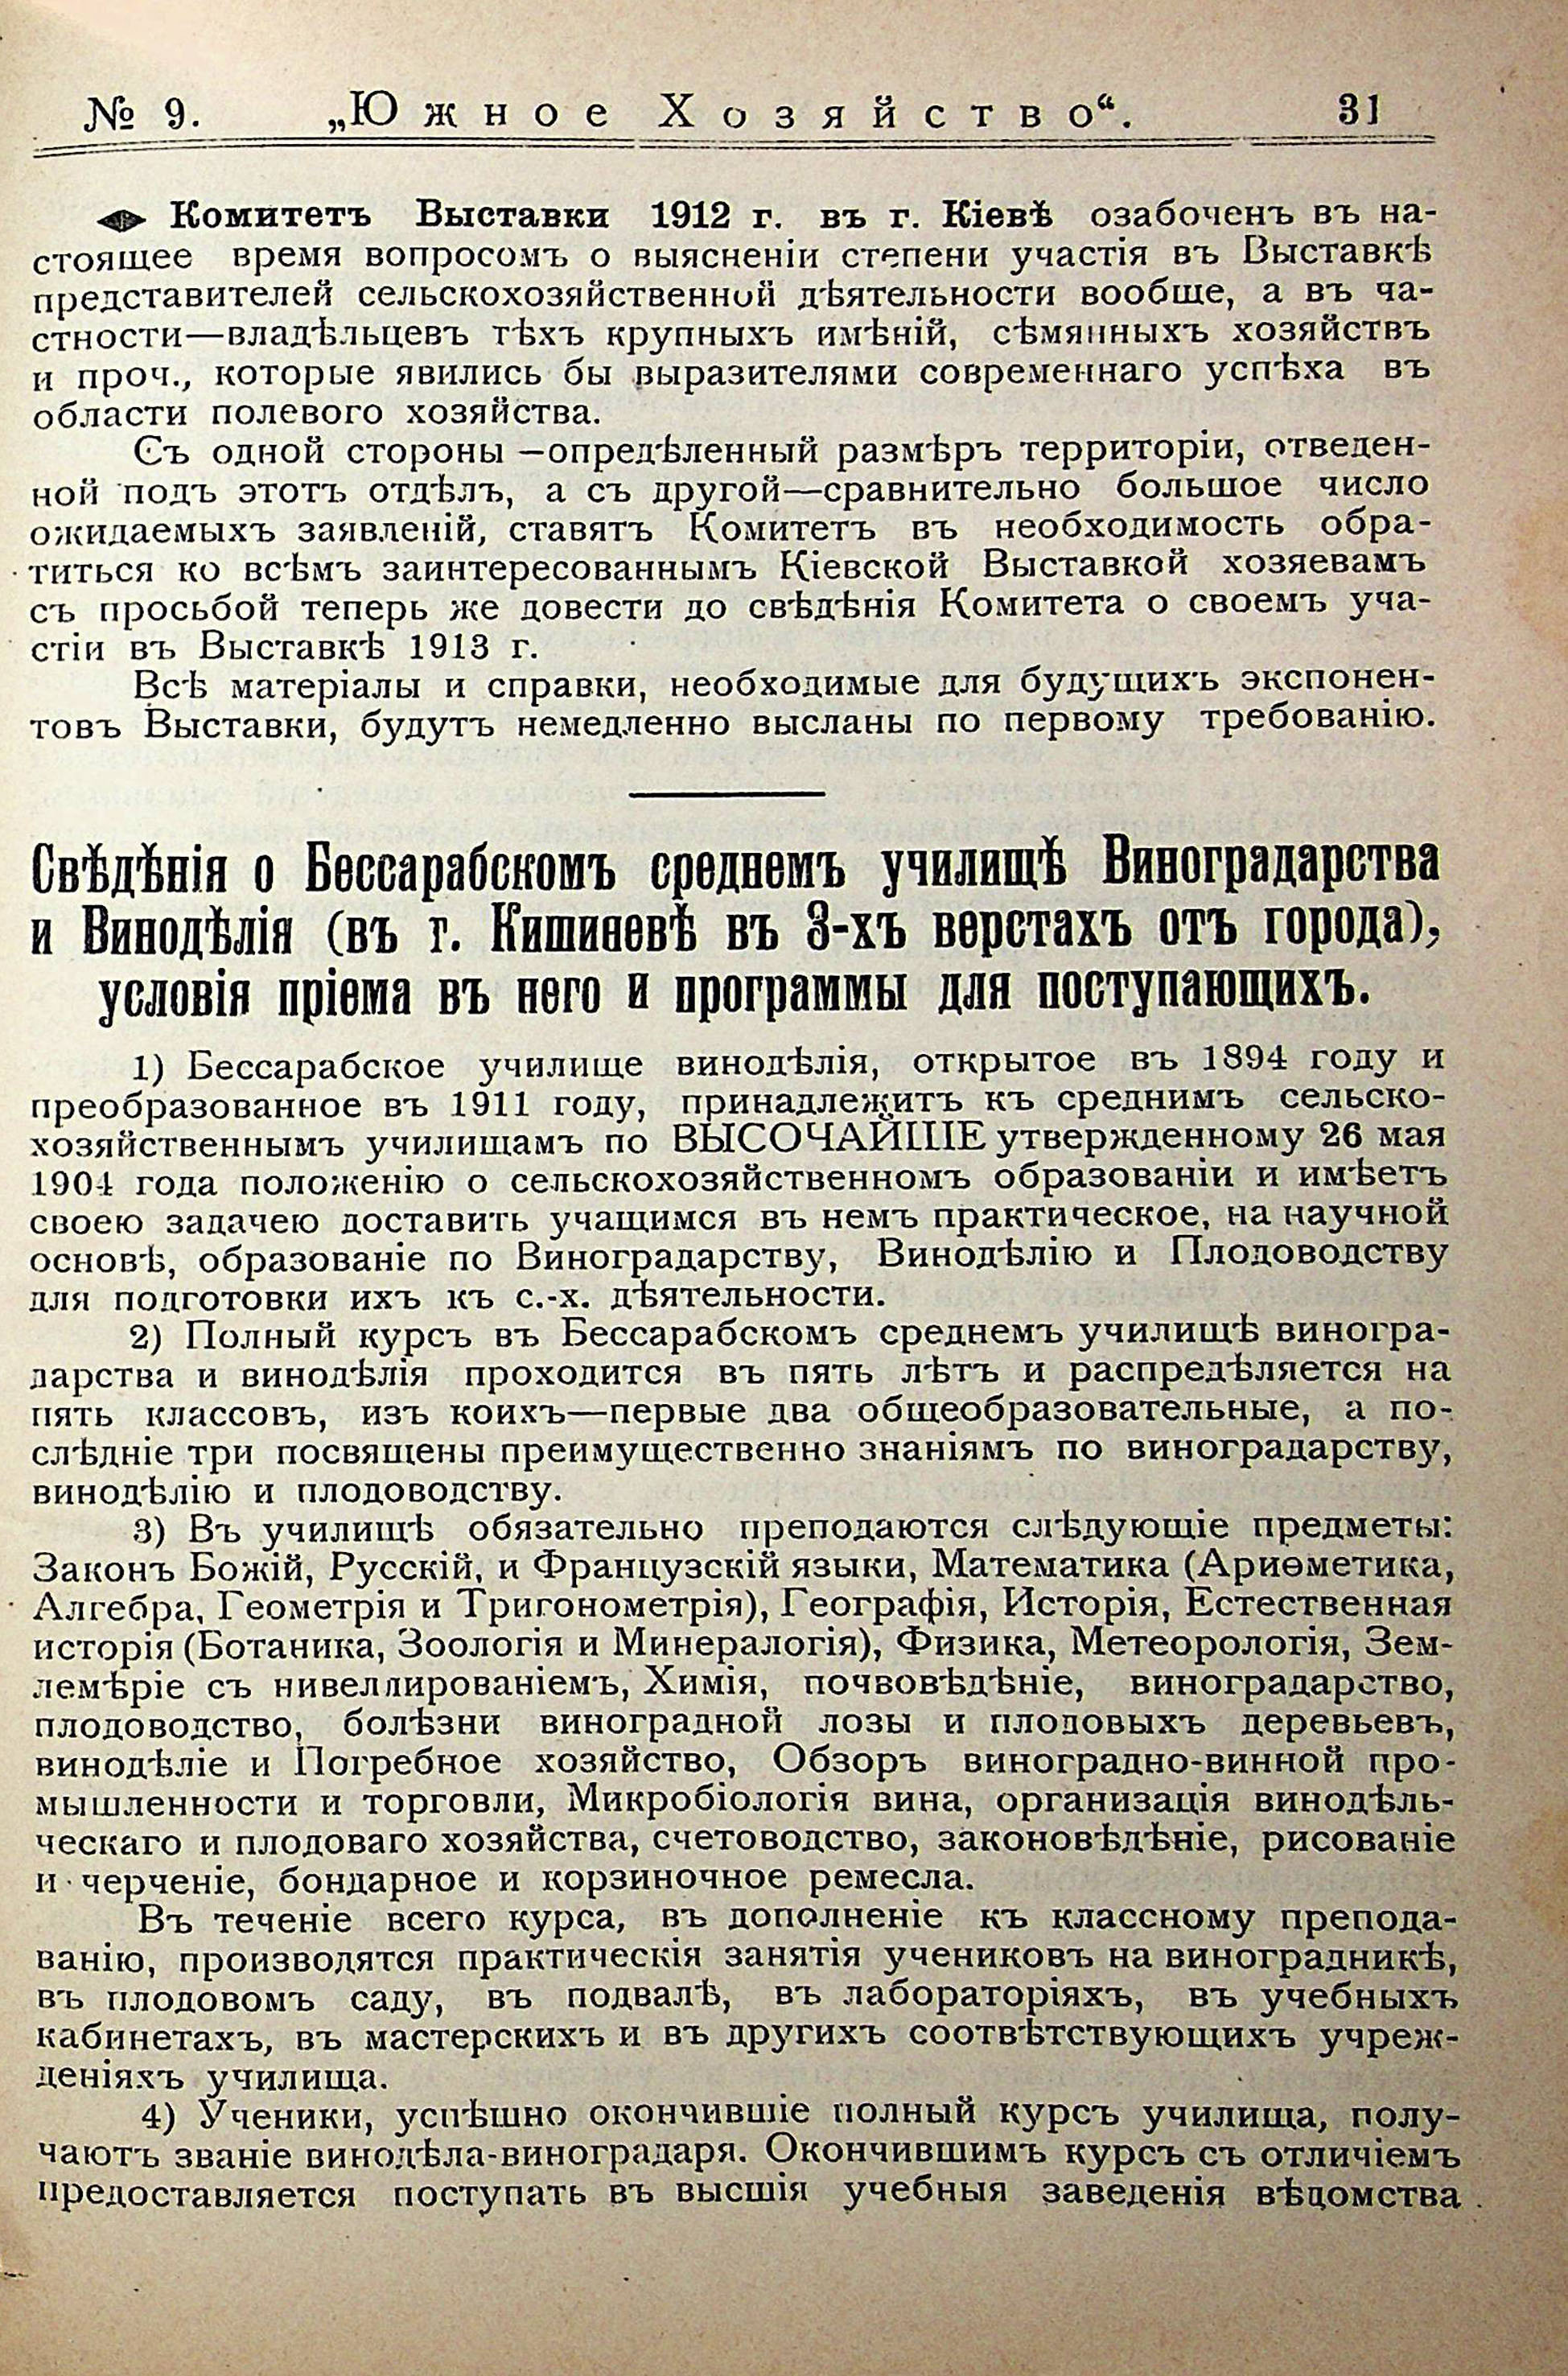 № 9. „Южное Хозяйство“. 31
Комитетъ Выставки 1912 г. въ г. Кіевѣ озабоченъ въ на-
стоящее время вопросомъ о выясненіи степени участія въ Выставкѣ
представителей сельскохозяйственной дѣятельности вообще, а въ ча-
стности—владѣльцевъ тѣхъ крупныхъ имѣній, сѣмянныхъ хозяйствъ
и проч., которые явились бы выразителями современнаго успѣха въ
области полевого хозяйства.
Съ одной стороны —опредѣленный размѣръ территоріи, отведен-
ной подъ этотъ отдѣлъ, а съ другой—сравнительно большое число
ожидаемыхъ заявленій, ставятъ Комитетъ въ необходимость обра-
титься ко всѣмъ заинтересованнымъ Кіевской Выставкой хозяевамъ
съ просьбой теперь же довести до свѣдѣнія Комитета о своемъ уча-
стіи въ Выставкѣ 1913 г.
Всѣ матеріалы и справки, необходимые для будущихъ экспонен-
товъ Выставки, будутъ немедленно высланы по первому требованію.
Свѣдѣнія о Бессарабскомъ среднемъ училищѣ Виноградарства
и Винодѣлія (въ г. Кишиневѣ въ 3-хъ верстахъ отъ города),
условія пріема въ него и программы для поступающихъ.
1) Бессарабское училище винодѣлія, открытое въ 1894 году и
преобразованное въ 1911 году, принадлежитъ къ среднимъ сельско-
хозяйственнымъ училищамъ по ВЫСОЧАЙШЕ утвержденному 26 мая
1904 года положенію о сельскохозяйственномъ образованіи и имѣетъ
своею задачею доставить учащимся въ немъ практическое, на научной
основѣ, образованіе по Виноградарству, Винодѣлію и Плодоводству
для подготовки ихъ къ с.-х. дѣятельности.
2) Полный курсъ въ Бессарабскомъ среднемъ училищѣ виногра-
дарства и винодѣлія проходится въ пять лѣтъ и распредѣляется на
пять классовъ, изъ коихъ—первые два общеобразовательные, а по-
слѣдніе три посвящены преимущественно знаніямъ по виноградарству,
винодѣлію и плодоводству.
3) Въ училищѣ обязательно преподаются слѣдующіе предметы:
Законъ Божій, Русскій, и Французскій языки, Математика (Ариѳметика,
Алгебра, Геометрія и Тригонометрія), Географія, Исторія, Естественная
исторія (Ботаника, Зоологія и Минералогія), Физика, Метеорологія, Зем-
лемѣріе съ нивеллированіемъ, Химія, почвовѣдѣніе, виноградарство,
плодоводство, болѣзни виноградной лозы и плодовыхъ деревьевъ,
винодѣліе и Погребное хозяйство, Обзоръ виноградно-винной про-
мышленности и торговли, Микробіологія вина, организація винодѣль-
ческаго и плодоваго хозяйства, счетоводство, законовѣдѣніе, рисованіе
и черченіе, бондарное и корзиночное ремесла.
Въ теченіе всего курса, въ дополненіе къ классному препода-
ванію, производятся практическія занятія учениковъ на виноградникѣ,
въ плодовомъ саду, въ подвалѣ, въ лабораторіяхъ, въ учебныхъ
кабинетахъ, въ мастерскихъ и въ другихъ соотвѣтствующихъ учреж-
деніяхъ училища.
4) Ученики, успѣшно окончившіе полный курсъ училища, полу-
чаютъ званіе винодѣла-виноградаря. Окончившимъ курсъ съ отличіемъ
предоставляется поступать въ высшія учебныя заведенія вѣдомства